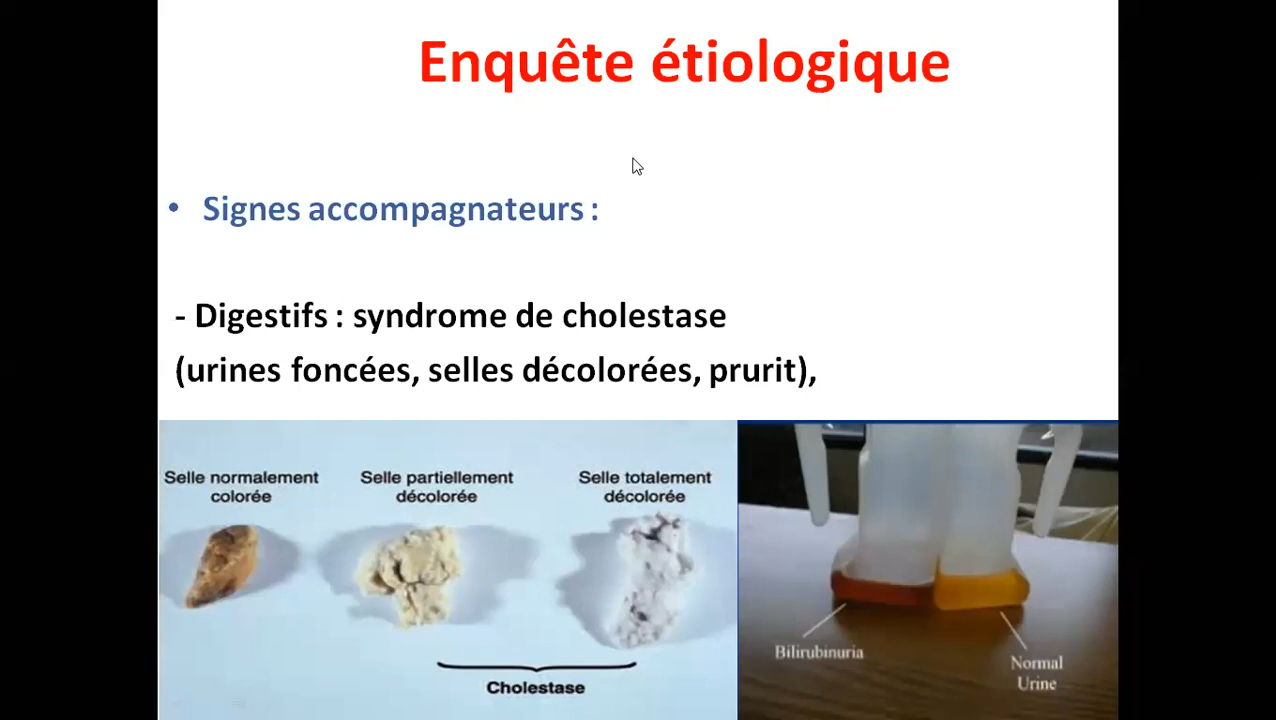 Enquête étiologique
• Signes accompagnateurs :
- Digestifs : syndrome de cholestase
(urines foncées, selles décolorées, prurit),
Selle normalement
colorée
Selle partiellement
décolorée
Selle totalement
décolorée
Cholestase
Bilirubinuria
Normal
Urine